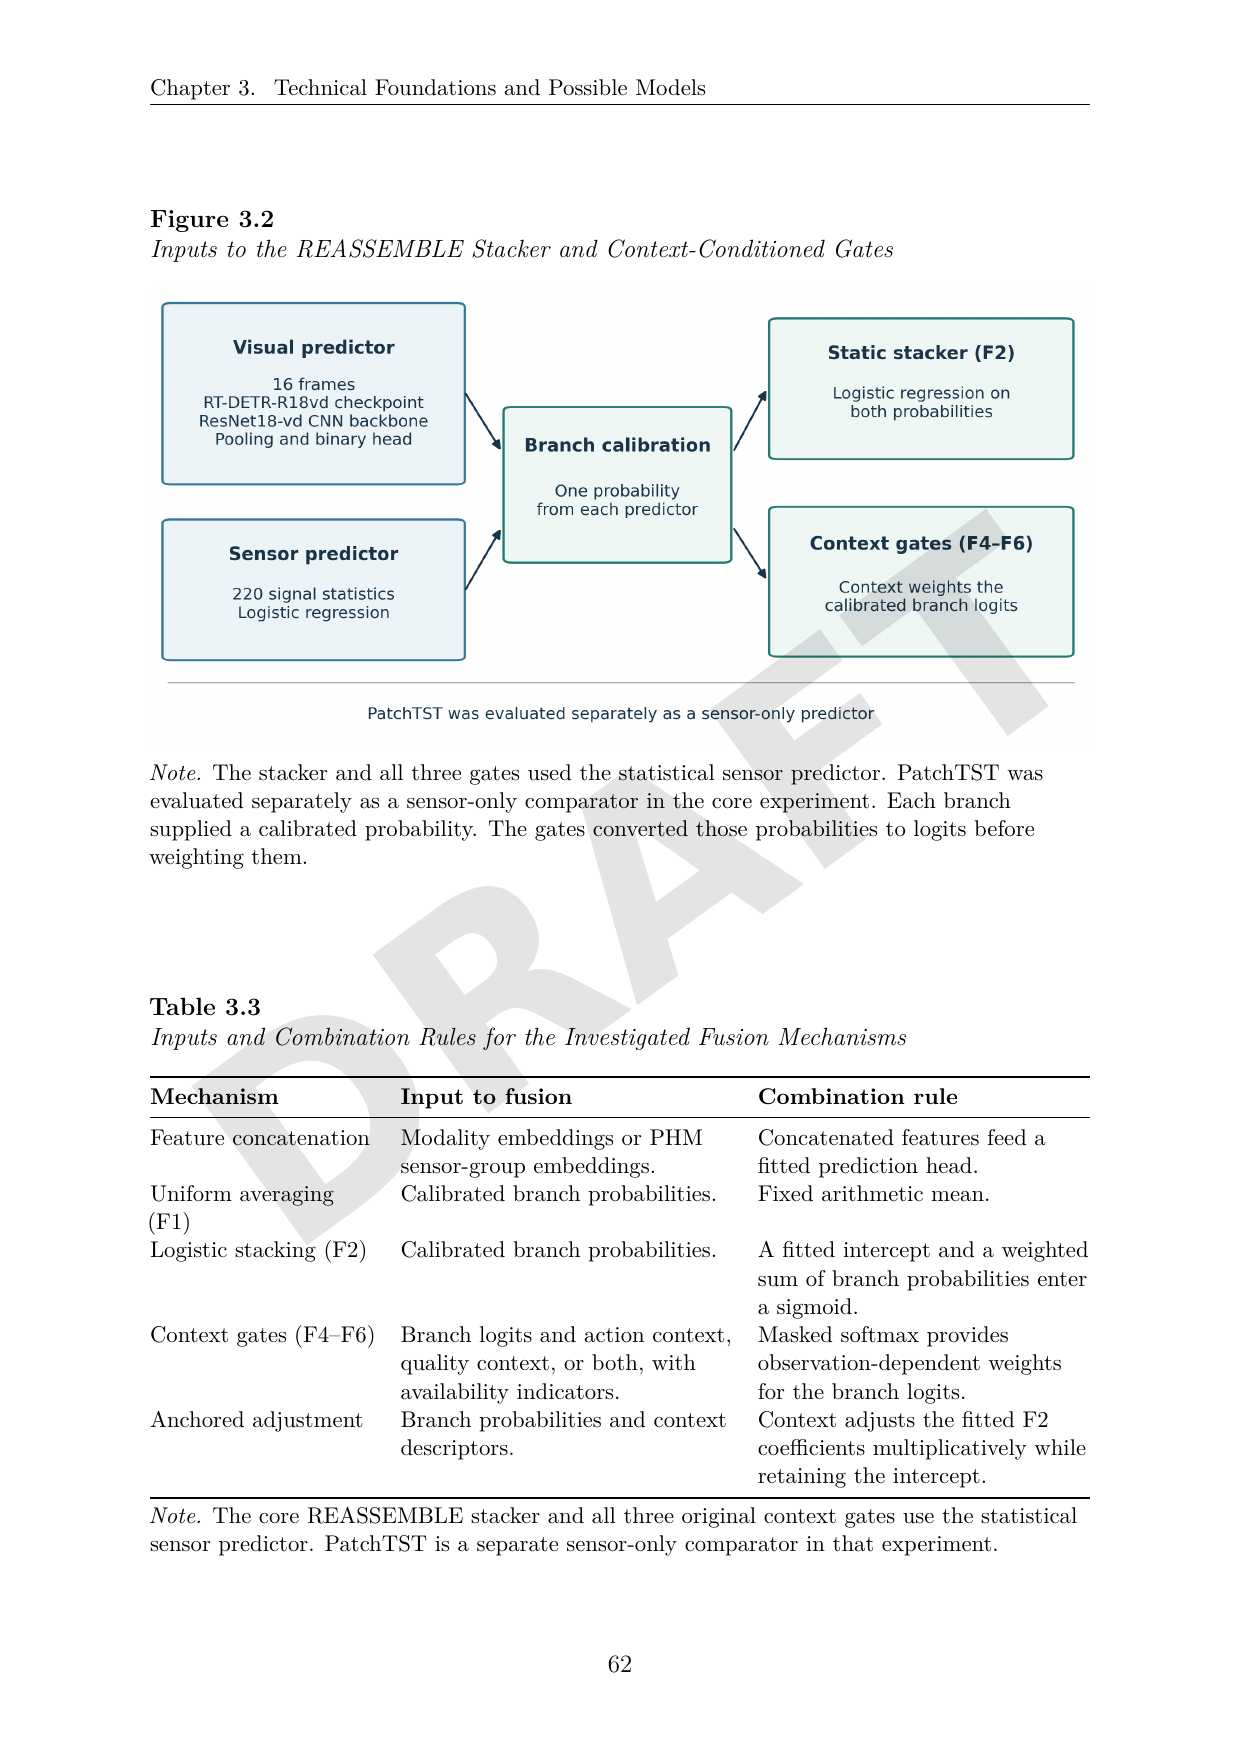 Chapter 3. Technical Foundations and Possible Models
Figure 3.2
Inputs to the REASSEMBLE Stacker and Context-Conditioned Gates
Visual predictor
16 frames
RT-DETR-R18vd checkpoint
ResNet18-vd CNN backbone
Pooling and binary head
Sensor predictor
220 signal statistics
Logistic regression
Branch calibration
One probability
from each predictor
Static stacker (F2)
Logistic regression on
both probabilities
Context gates (F4–F6)
Context weights the
calibrated branch logits
PatchTST was evaluated separately as a sensor-only predictor
Note. The stacker and all three gates used the statistical sensor predictor. PatchTST was
evaluated separately as a sensor-only comparator in the core experiment. Each branch
supplied a calibrated probability. The gates converted those probabilities to logits before
weighting them.
DRAFT
Table 3.3
Inputs and Combination Rules for the Investigated Fusion Mechanisms
Mechanism Input to fusion Combination rule
Feature concatenation Modality embeddings or PHM Concatenated features feed a
sensor-group embeddings. fitted prediction head.
Uniform averaging Calibrated branch probabilities. Fixed arithmetic mean.
(F1)
Logistic stacking (F2) Calibrated branch probabilities. A fitted intercept and a weighted
sum of branch probabilities enter
a sigmoid.
Context gates (F4–F6) Branch logits and action context, Masked softmax provides
quality context, or both, with observation-dependent weights
availability indicators. for the branch logits.
Anchored adjustment Branch probabilities and context Context adjusts the fitted F2
descriptors. coefficients multiplicatively while
retaining the intercept.
Note. The core REASSEMBLE stacker and all three original context gates use the statistical
sensor predictor. PatchTST is a separate sensor-only comparator in that experiment.
62